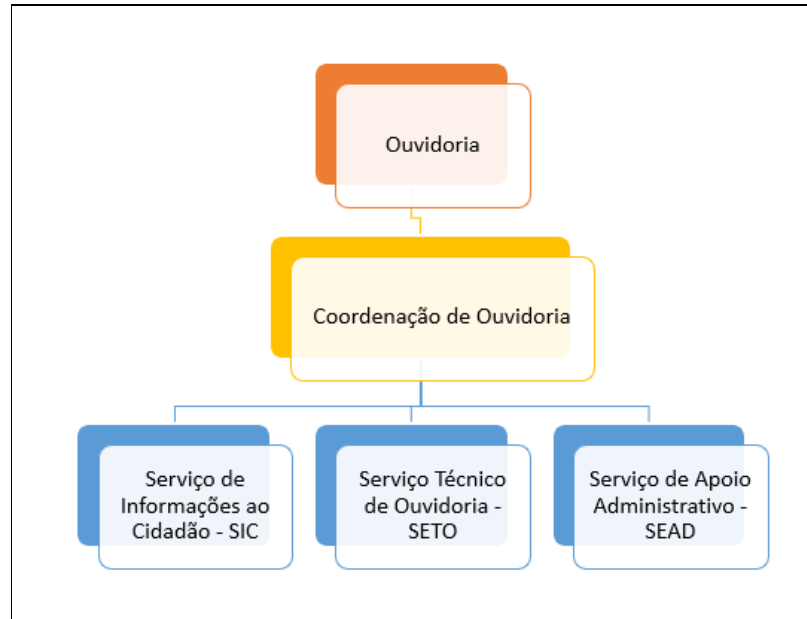 Ouvidoria
Coordenação de Ouvidoria
Serviço de
Informações ao
Cidadão - SIC
Serviço Técnico
de Ouvidoria -
SETO
Serviço de Apoio
Administrativo -
SEAD